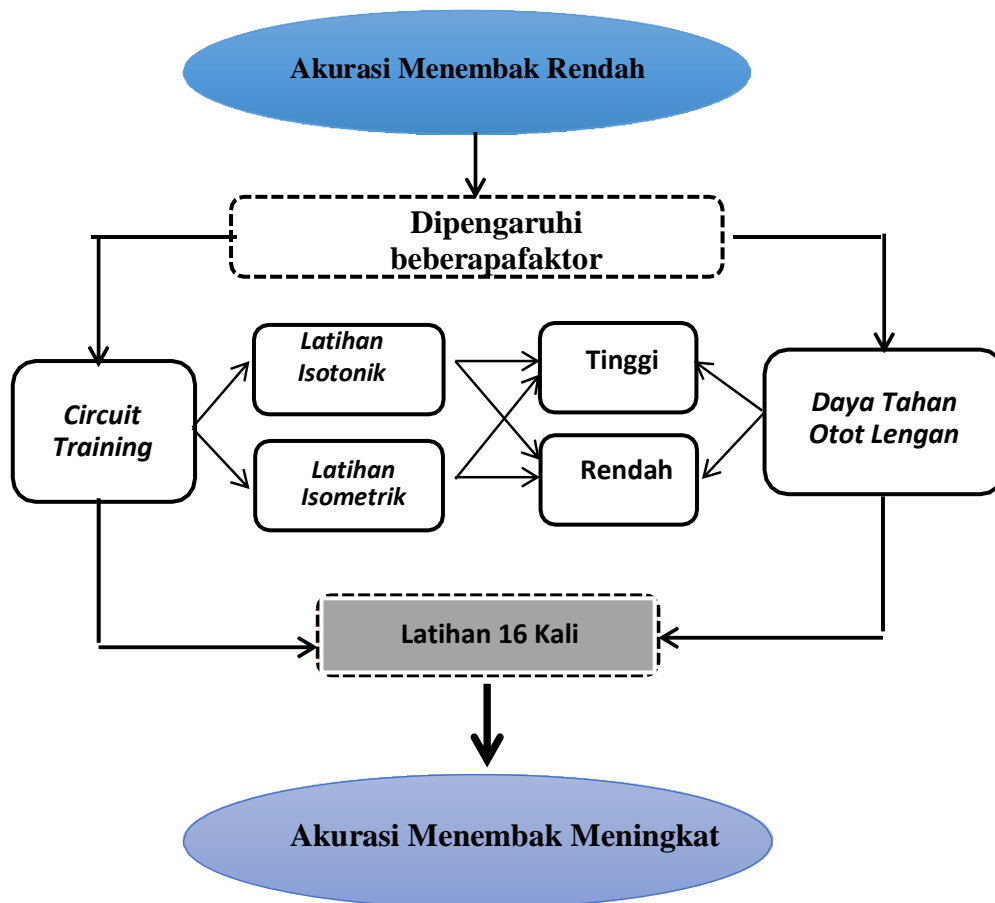 Akurasi Menembak Rendah
Dipengaruhi
beberapafaktor
Latihan
Isotonik
Tinggi
Circuit
Training
Daya Tahan
Otot Lengan
Latihan
Isometrik
Rendah
Latihan 16 Kali
Akurasi Menembak Meningkat